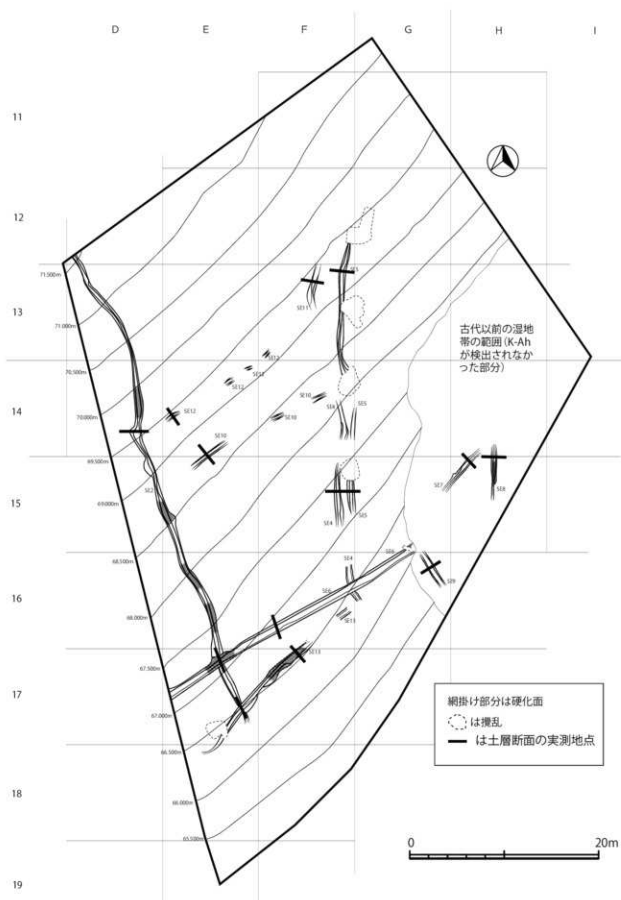 D E F G H I
11
12
SE5
SE11
71.500m
13
古代以前の湿地
帯の範囲(K-Ah
が検出されなか
った部分)
71.000m
SE12
SE12
70.500m
SE12
SE10
SE4 SE5
14
SE12
SE10
70.000m
SE10
69.500m
SE7
SE8
SE2
15
69.000m
SE4
SE5
68.500m
SE6
SE4
SE9
16
SE6
68.000m
SE13
67.500m
17
67.000m
網掛け部分は硬化面
は攪乱
は土層断面の実測地点
66.500m
18
66.000m
65.500m
0 20m
19